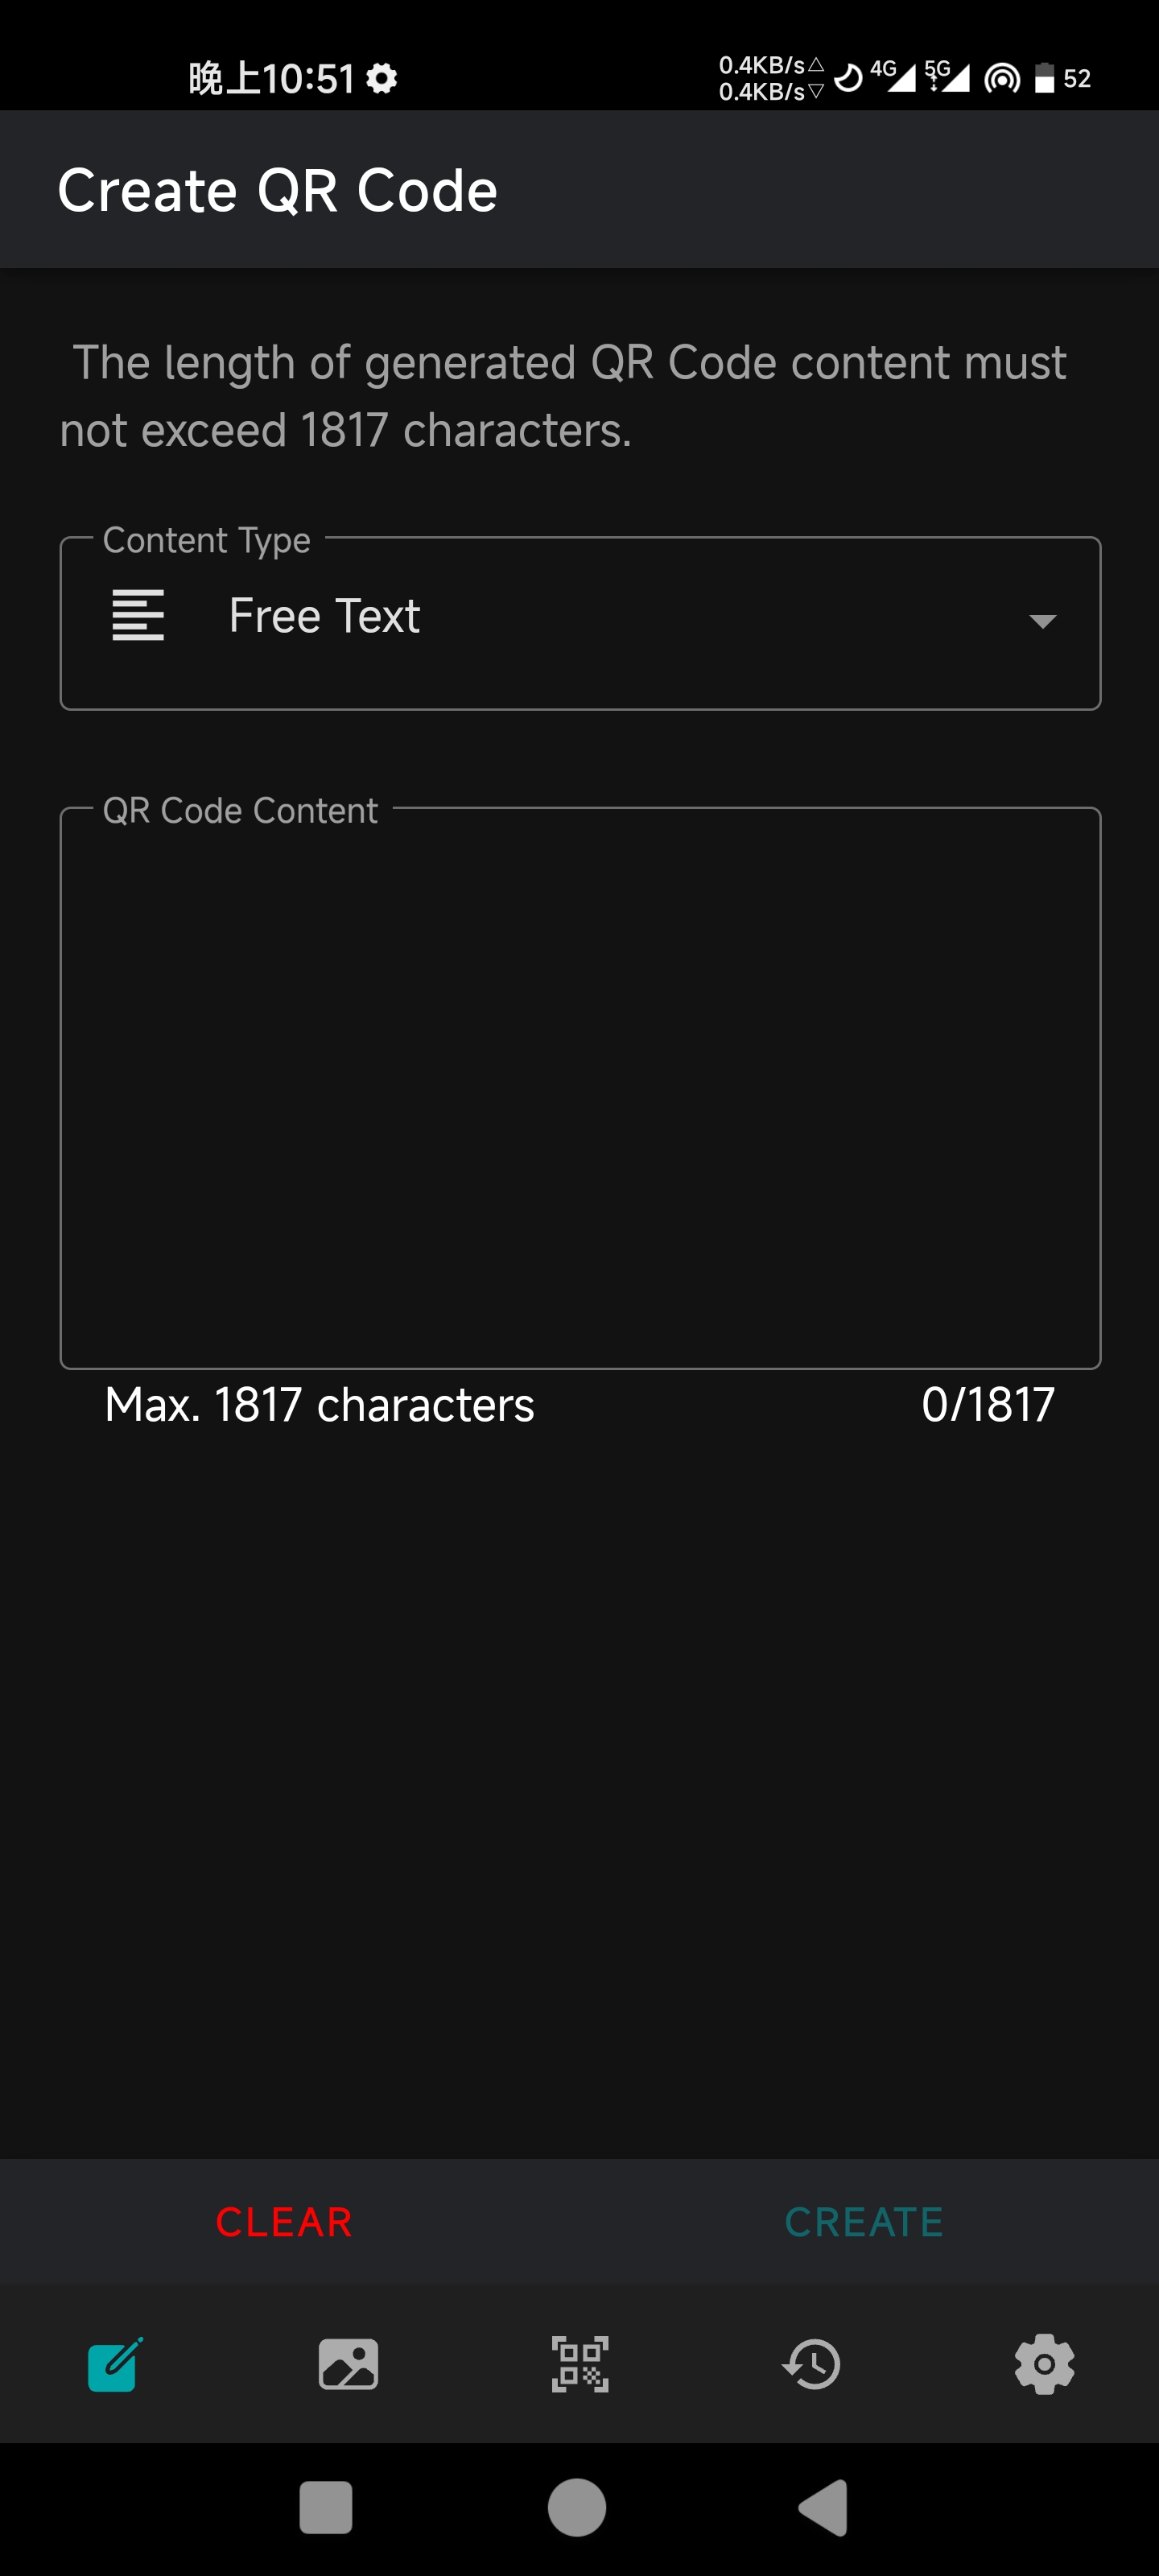 晚上10:51
0.4KB/s△
0.4KB/s▽
4G
5G
52
Create QR Code
The length of generated QR Code content must
not exceed 1817 characters.
Content Type
Free Text
QR Code Content
Max. 1817 characters
0/1817
CLEAR
CREATE